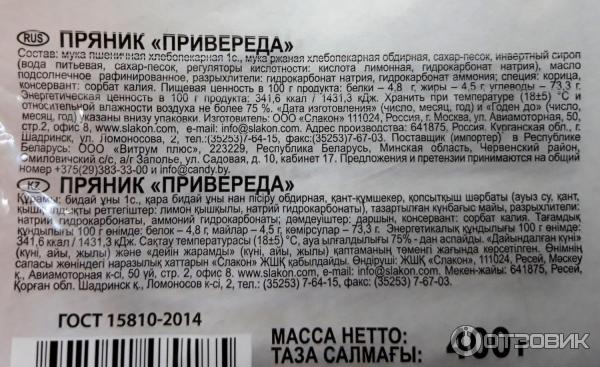 RUS ПРЯНИК «ПРИВЕРЕДА»
Состав: мука пшеничная хлебопекарная 1с., мука ржаная хлебопекарная обдирная, сахар-песок, инвертный сироп
(вода питьевая, сахар-песок, регуляторы кислотности: кислота лимонная, гидрокарбонат натрия), масло
подсолнечное рафинированное, разрыхлители: гидрокарбонат натрия, гидрокарбонат аммония; специя: корица,
консервант: сорбат калия. Пищевая ценность в 100 г продукта: белки – 4,8 г, жиры – 4,5 г, углеводы – 73,3 г.
Энергетическая ценность в 100 г продукта: 341,6 ккал / 1431,3 кДж. Хранить при температуре (18±5) °С и
относительной влажности воздуха не более 75 %. «Дата изготовления» (число, месяц, год) и «Годен до» (число,
месяц, год) указаны внизу упаковки. Изготовитель: ООО «Слакон» 111024, Россия, г. Москва, ул. Авиамоторная, 50,
стр.2, офис 8. www.slakon.com, e-mail: info@slakon.com. Адрес производства: 641875, Россия, Курганская обл., г.
Шадринск, ул. Ломоносова, 2, т.:(35253)7-64-15, факс: (35253) 7-67-03. Поставщик (импортер) в Республике
Беларусь: ООО «Витрум плюс», 223229, Республика Беларусь, Минская область, Червенский район,
Смиловичский с/с, а/г Заполье, ул. Садовая, д. 10, кабинет 17. Предложения и претензии принимаются по адресу:
номер +375(29)383-33-00 и info@candy.by.
KZ ПРЯНИК «ПРИВЕРЕДА»
Құрамы: бидай ұны 1с., қара бидай ұны нан пісіру обдирная, қант-құмшекер, қопсытқыш шәрбаты (ауыз су, қант,
қышқылдықты реттегіштер: лимон қышқылы, натрий гидрокарбонаты), тазартылған күнбағыс майы, разрыхлители:
натрий гидрокарбонаты, аммоний гидрокарбонаты; дәмдеуіштер: даршын, консервант: сорбат калия. Тағамдық
құндылығы 100 г өнімде: белок – 4,8 г, майлар – 4,5 г, көмірсулар – 73,3 г. Энергетикалық құндылығы 100 г өнімде:
341,6 ккал / 1431,3 кДж. Сақтау температурасы (18±5) °С, ауа ылғалдылығы 75% - дан аспайды. «Дайындалған күні»
(күні, айы, жылы) және «дейін жарамды» (күні, айы, жылы) қаптаманың төменгі жағында көрсетілген. Өнімнің
сапасы жөніндегі наразылық хаттарын «Слакон» ЖШҚ қабылдайды. Өндіруші: ЖШҚ «Слакон», 111024, Ресей, Мәскеу
қ., Авиамоторная к-сі, 50 үй, стр. 2, офис 8. www.slakon.com, e-mail: info@slakon.com. Мекен-жайы: 641875, Ресей,
Қорған обл. Шадринск қ., Ломоносов к-сі, 2, т.:(35253)7-64-15, факс: (35253) 7-67-03.
ГОСТ 15810-2014
МАССА НЕТТО:
ТАЗА САЛМАҒЫ: 400 г
ОТЗОВИК